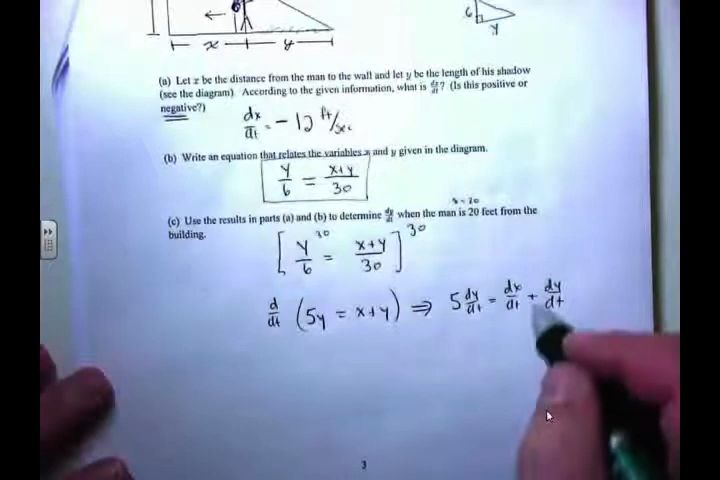 6
x y
y
(a) Let x be the distance from the man to the wall and let y be the length of his shadow
(see the diagram) According to the given information, what is dx/dt? (Is this positive or
negative?)
dx/dt = -12 ft/sec
(b) Write an equation that relates the variables x and y given in the diagram.
y/6 = x+y/30
(c) Use the results in parts (a) and (b) to determine dy/dt when the man is 20 feet from the
building.
[ y/6 = x+y/30 ] 30
d/dt (5y = x+y) ⇒ 5 dy/dt = dx/dt + dy/dt
3